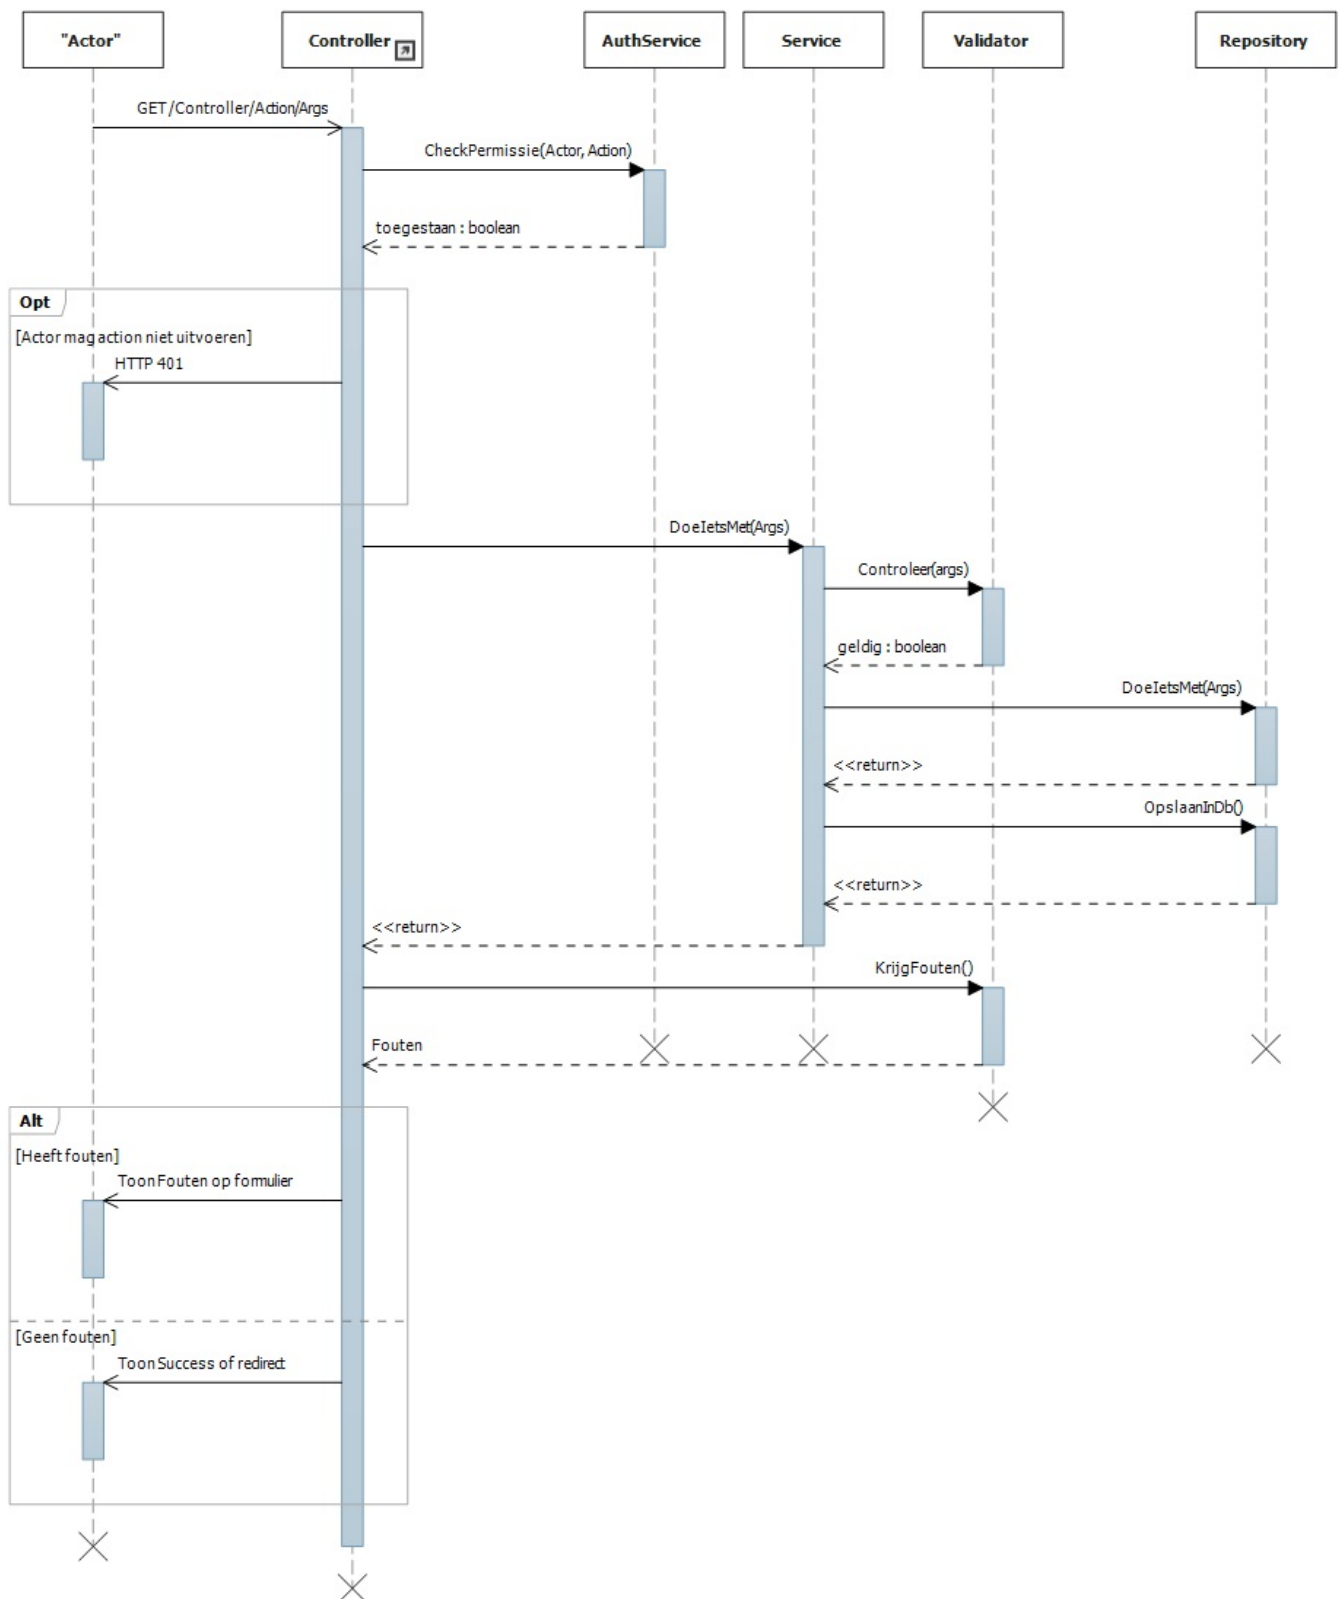 "Actor"
Controller
AuthService
Service
Validator
Repository
GET /Controller/Action/Args
CheckPermissie(Actor, Action)
toegestaan : boolean
Opt
[Actor mag action niet uitvoeren]
HTTP 401
DoeIetsMet(Args)
Controleer(args)
geldig : boolean
DoeIetsMet(Args)
<<return>>
OpslaanInDb()
<<return>>
<<return>>
KrijgFouten()
Fouten
Alt
[Heeft fouten]
Toon Fouten op formulier
[Geen fouten]
Toon Success of redirect